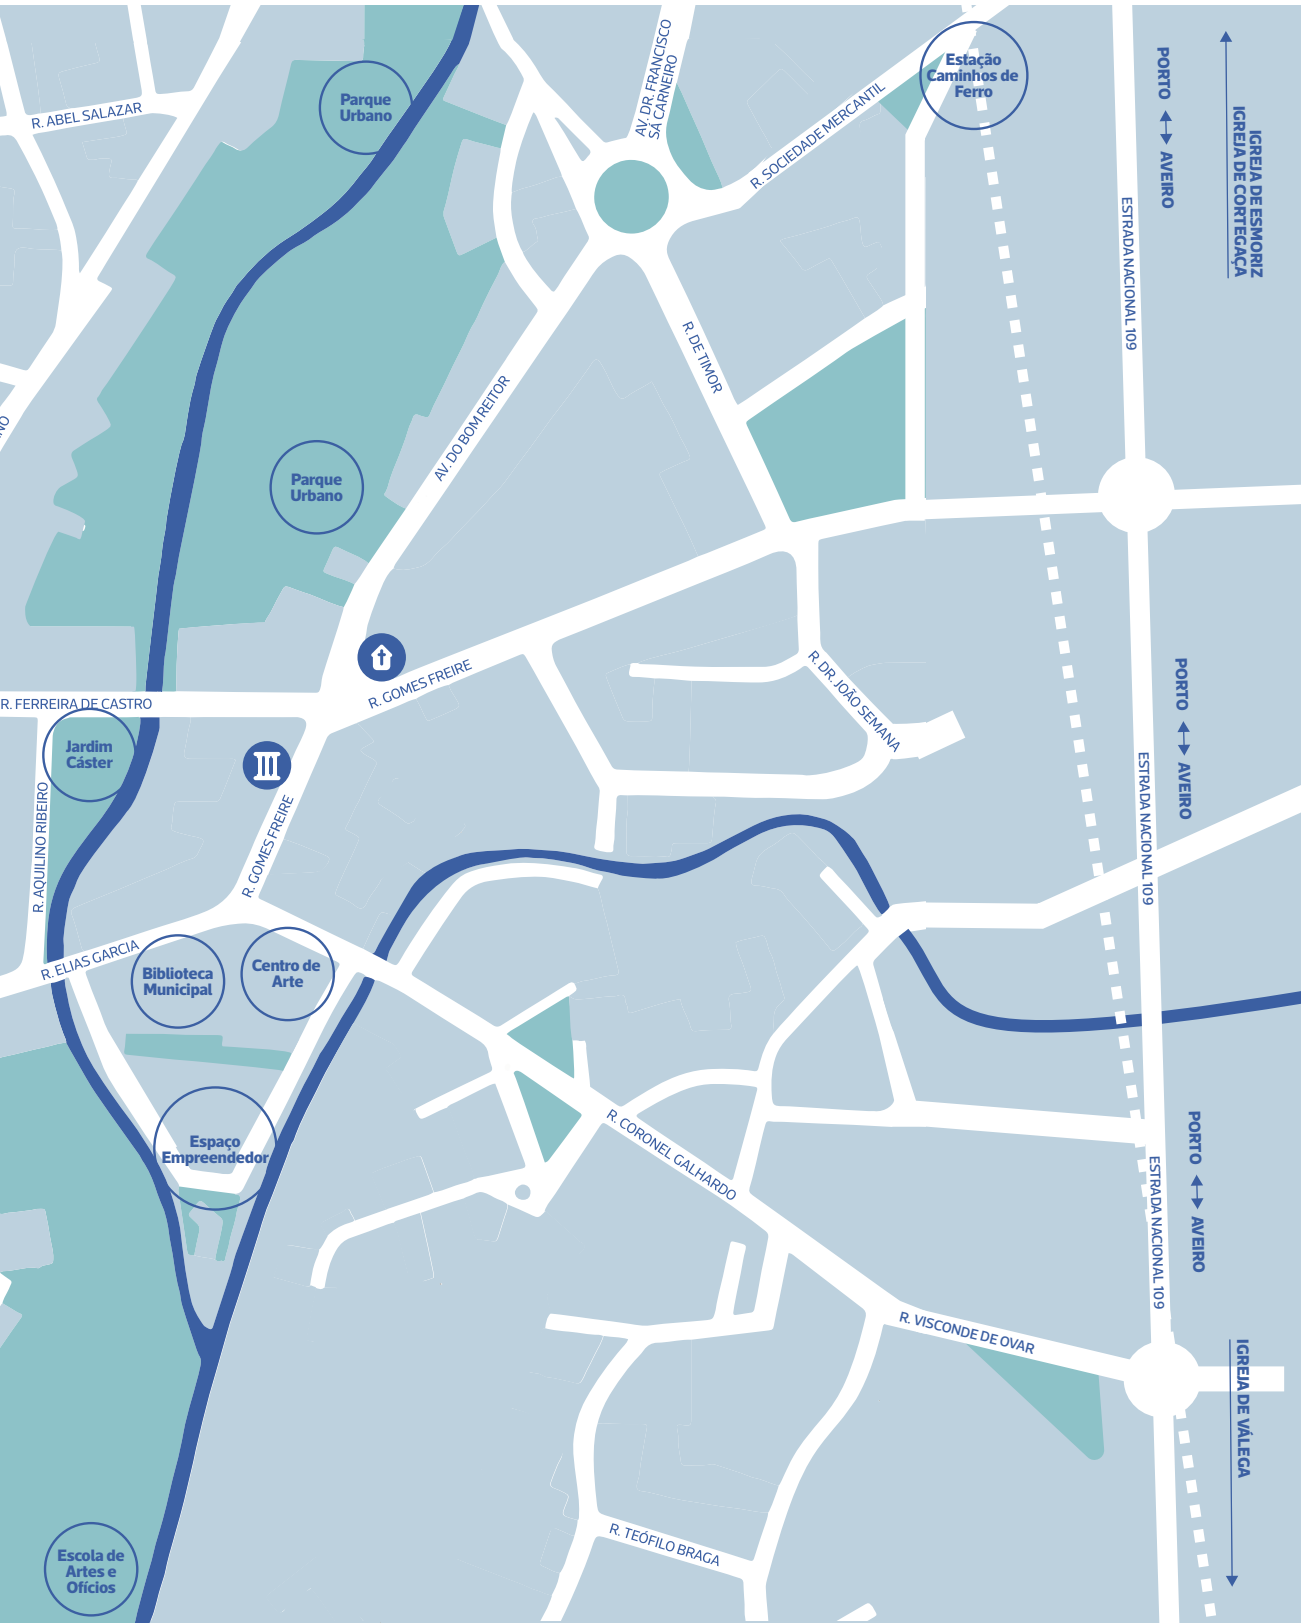 AV. DR. FRANCISCO
SÁ CARNEIRO
Estação
Caminhos de
Ferro
PORTO
AVEIRO
IGREJA DE ESMORIZ
IGREJA DE CORTEGAÇA
Parque
Urbano
R. ABEL SALAZAR
R. SOCIEDADE MERCANTIL
ESTRADA NACIONAL 109
R. DE TIMOR
AV. DO BOM REITOR
NO
Parque
Urbano
R. GOMES FREIRE
R. DR. JOÃO SEMANA
PORTO
AVEIRO
R. FERREIRA DE CASTRO
Jardim
Cáster
R. AQUILINO RIBEIRO
R. GOMES FREIRE
ESTRADA NACIONAL 109
R. ELIAS GARCIA
Biblioteca
Municipal
Centro de
Arte
Espaço
Empreendedor
R. CORONEL GALHARDO
PORTO
AVEIRO
ESTRADA NACIONAL 109
R. VISCONDE DE OVAR
IGREJA DE VÁLEGA
R. TEÓFILO BRAGA
Escola de
Artes e
Ofícios